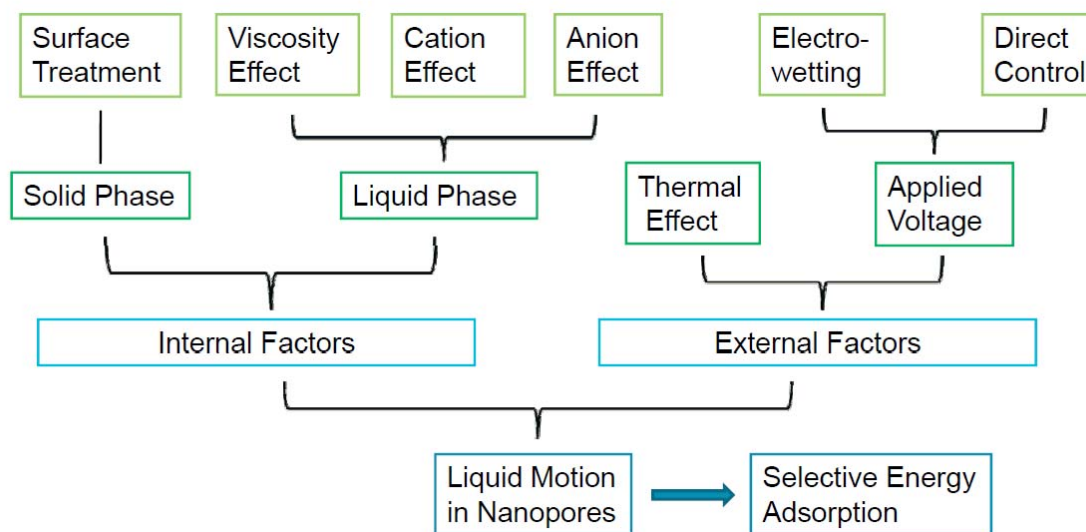 Surface
Treatment
Viscosity
Effect
Cation
Effect
Anion
Effect
Electro-
wetting
Direct
Control
Solid Phase
Liquid Phase
Thermal
Effect
Applied
Voltage
Internal Factors
External Factors
Liquid Motion
in Nanopores
Selective Energy
Adsorption